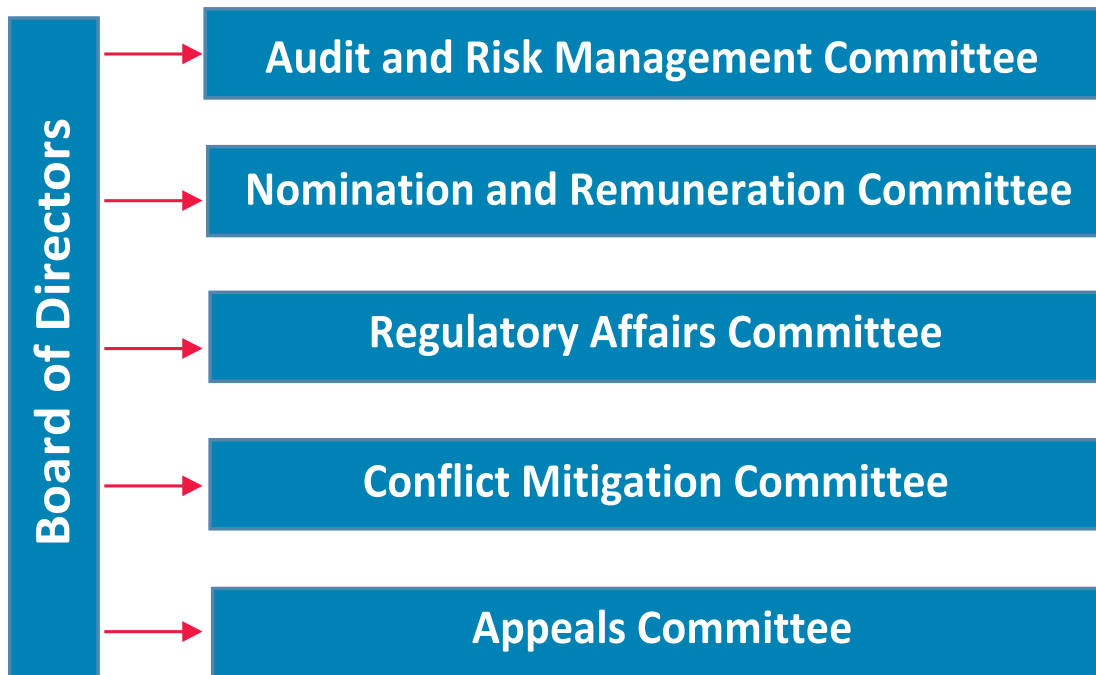 Board of Directors
Audit and Risk Management Committee
Nomination and Remuneration Committee
Regulatory Affairs Committee
Conflict Mitigation Committee
Appeals Committee